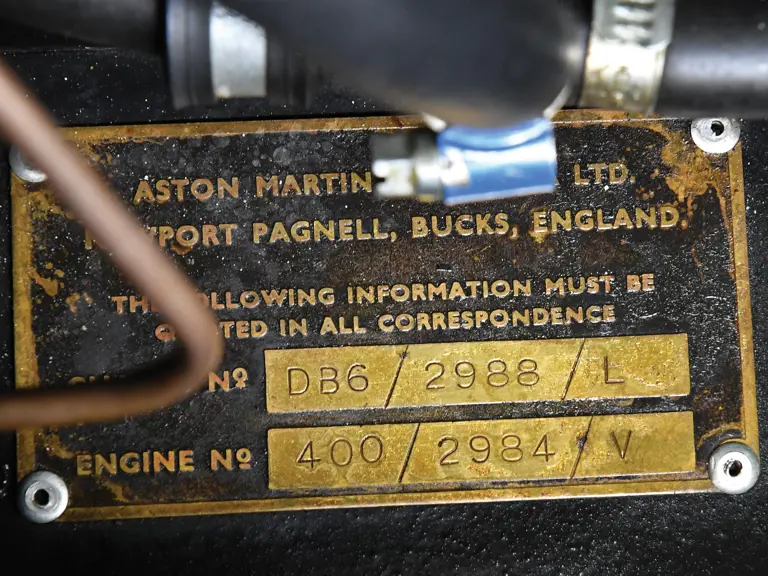 ASTON MARTIN LTD.
PAGNELL, BUCKS, ENGLAND.
INFORMATION MUST BE
IN ALL CORRESPONDENCE
Nº DB6 / 2988 / L
ENGINE Nº 400 / 2984 / V